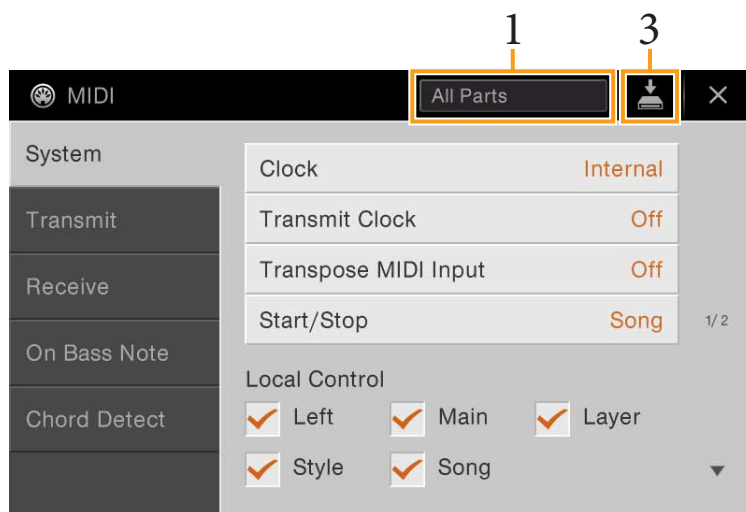 1 3
MIDI All Parts
System
Transmit
Receive
On Bass Note
Chord Detect
Clock Internal
Transmit Clock Off
Transpose MIDI Input Off
Start/Stop Song
1/2
Local Control
Left Main Layer
Style Song